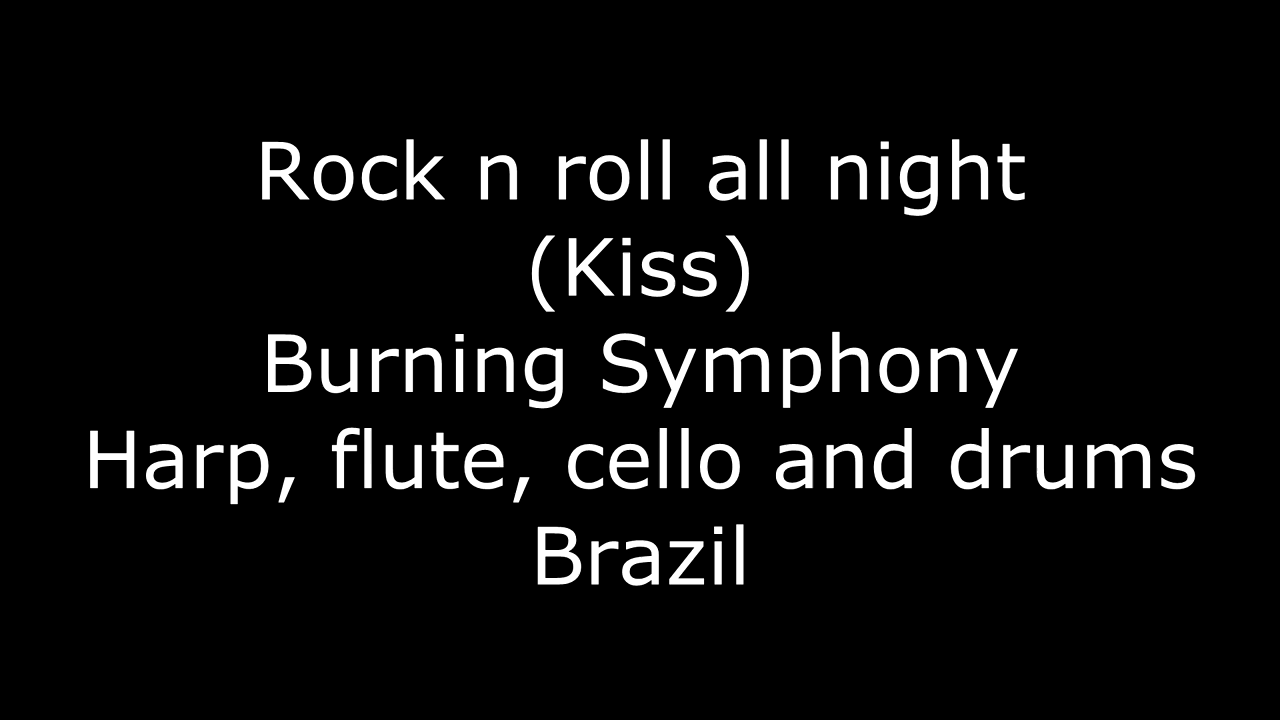 Rock n roll all night
(Kiss)
Burning Symphony
Harp, flute, cello and drums
Brazil